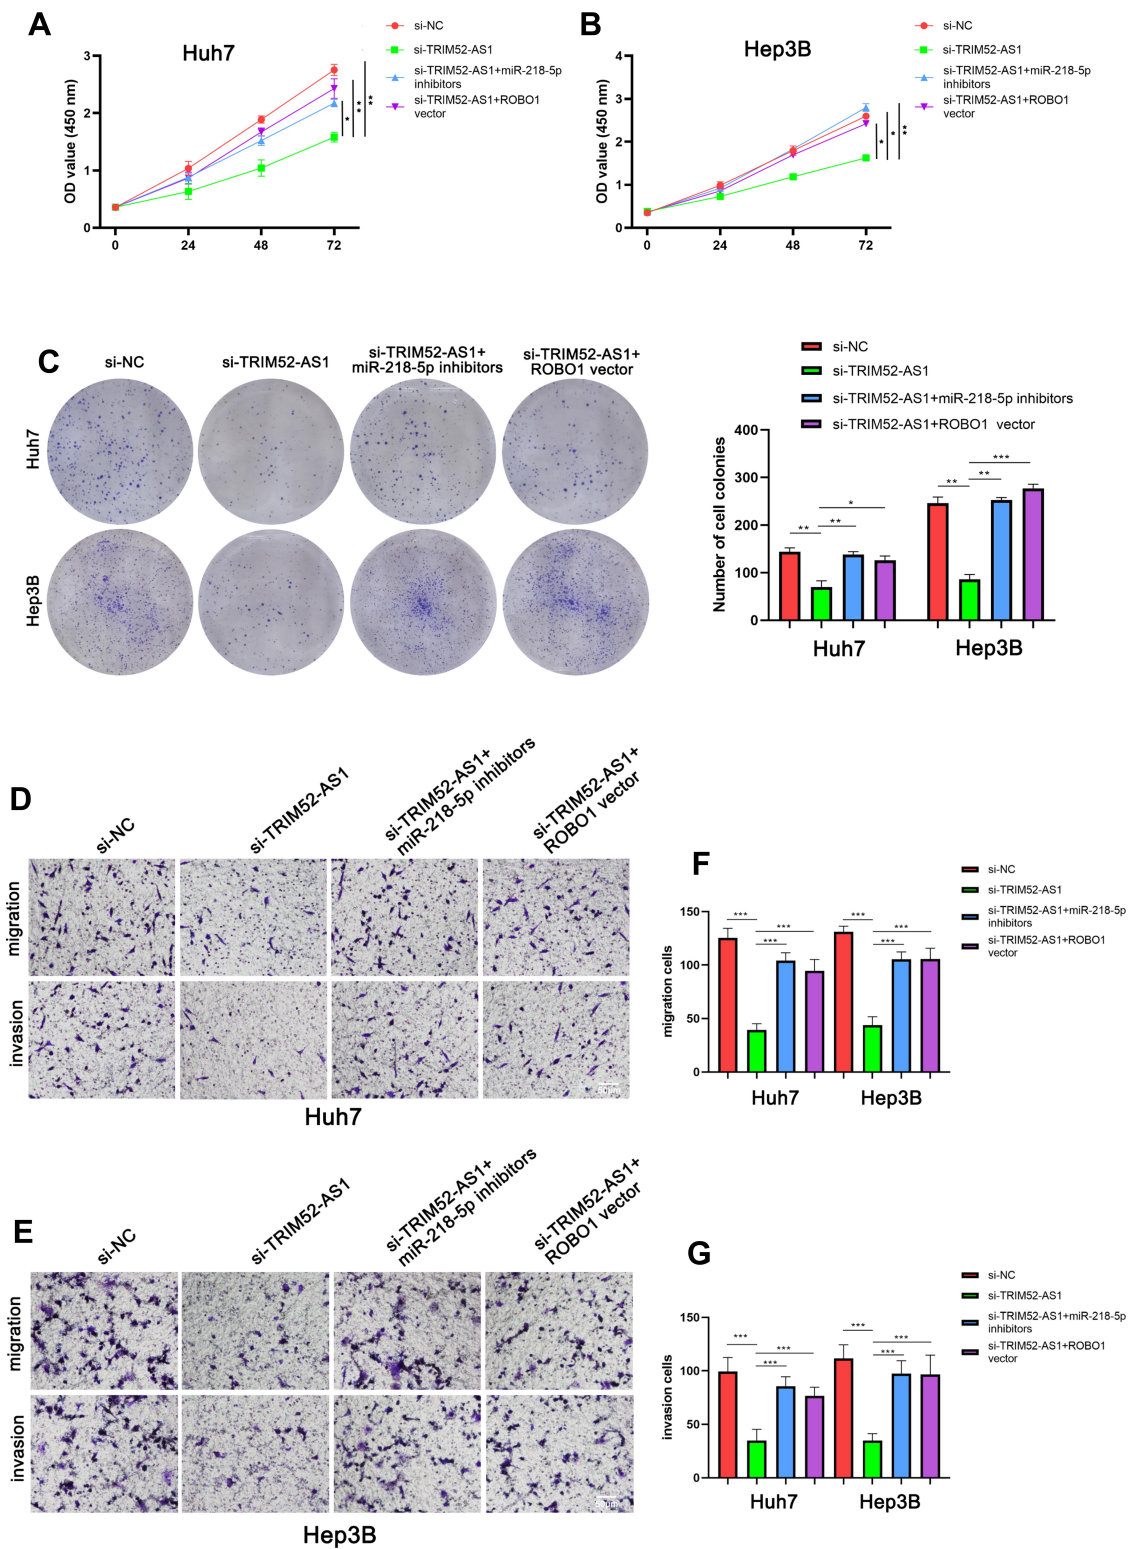 A
Huh7
si-NC
si-TRIM52-AS1
si-TRIM52-AS1+miR-218-5p
inhibitors
si-TRIM52-AS1+ROBO1
vector
OD value (450 nm)
3
2
1
0
0 24 48 72
*
**
**
B
Hep3B
si-NC
si-TRIM52-AS1
si-TRIM52-AS1+miR-218-5p
inhibitors
si-TRIM52-AS1+ROBO1
vector
OD value (450 nm)
4
3
2
1
0
0 24 48 72
*
*
**
C
si-NC
si-TRIM52-AS1
si-TRIM52-AS1+
miR-218-5p inhibitors
si-TRIM52-AS1+
ROBO1 vector
Huh7
Hep3B
si-NC
si-TRIM52-AS1
si-TRIM52-AS1+miR-218-5p inhibitors
si-TRIM52-AS1+ROBO1 vector
Number of cell colonies
400
300
200
100
0
** ** *
** ** ***
Huh7 Hep3B
D
si-NC
si-TRIM52-AS1
si-TRIM52-AS1+
miR-218-5p inhibitors
si-TRIM52-AS1+
ROBO1 vector
migration
invasion
Huh7
F
si-NC
si-TRIM52-AS1
si-TRIM52-AS1+miR-218-5p
inhibitors
si-TRIM52-AS1+ROBO1
vector
migration cells
150
100
50
0
*** *** ***
*** *** ***
Huh7 Hep3B
E
si-NC
si-TRIM52-AS1
si-TRIM52-AS1+
miR-218-5p inhibitors
si-TRIM52-AS1+
ROBO1 vector
migration
invasion
50μm
Hep3B
G
si-NC
si-TRIM52-AS1
si-TRIM52-AS1+miR-218-5p
inhibitors
si-TRIM52-AS1+ROBO1
vector
invasion cells
150
100
50
0
*** *** ***
*** *** ***
Huh7 Hep3B